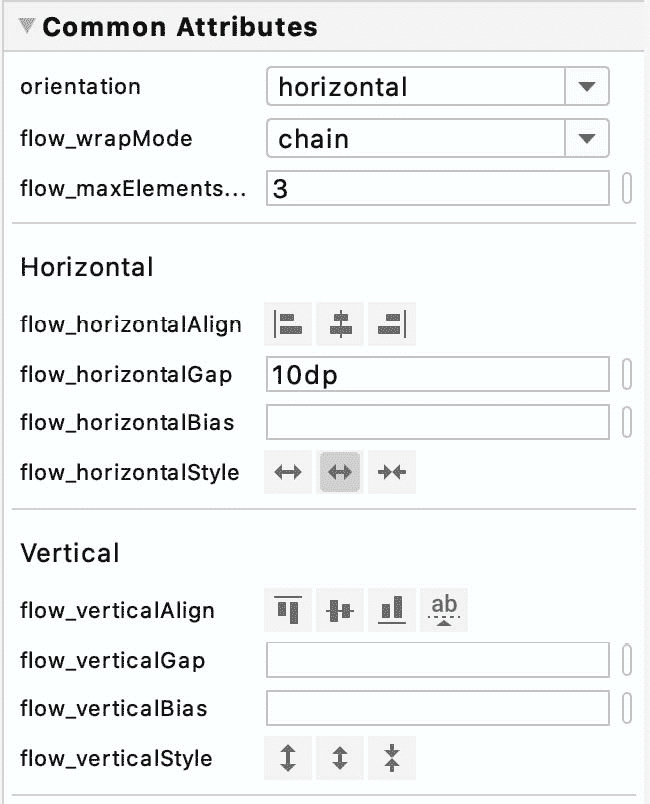 Common Attributes
orientation horizontal
flow_wrapMode chain
flow_maxElements... 3
Horizontal
flow_horizontalAlign
flow_horizontalGap 10dp
flow_horizontalBias
flow_horizontalStyle
Vertical
flow_verticalAlign ab
flow_verticalGap
flow_verticalBias
flow_verticalStyle